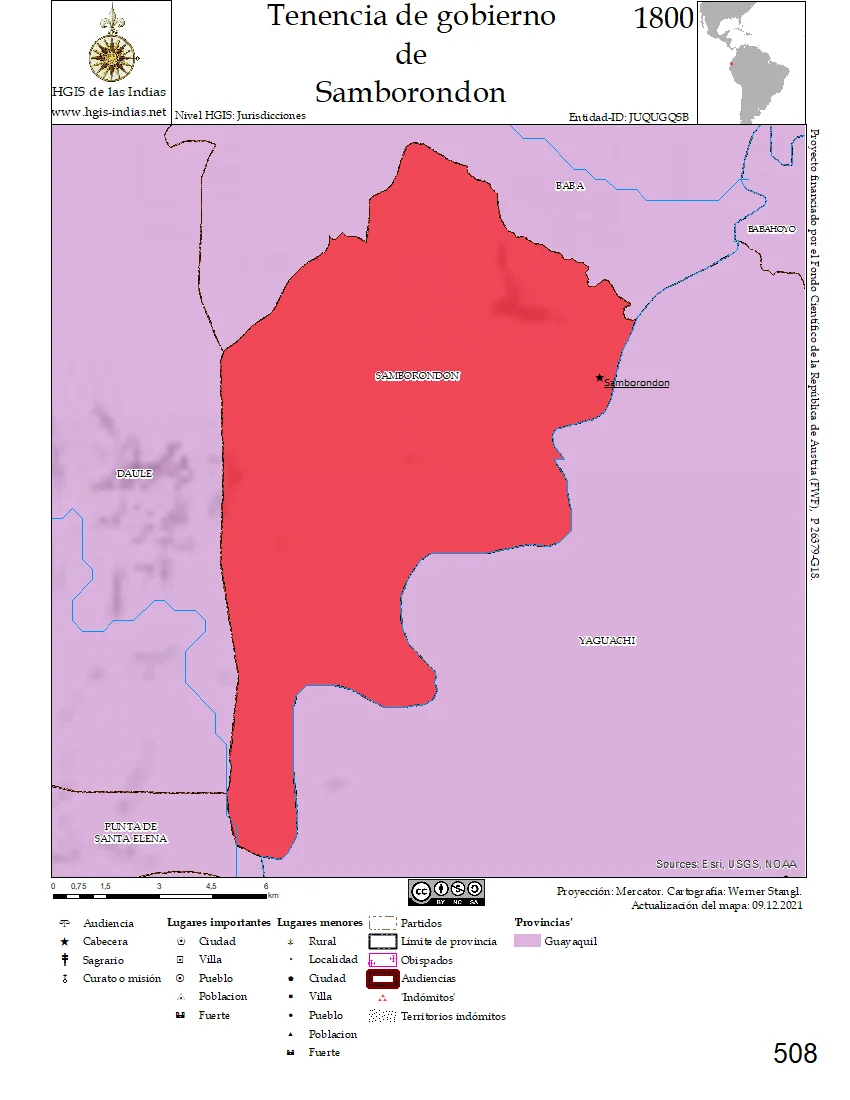 Tenencia de gobierno
de
Samborondon
1800
HGIS de las Indias
www.hgis-indias.net
Nivel HGIS: Jurisdicciones
Entidad-ID: JUQUGQSB
BABA
BABAHOYO
SAMBORONDON
Samborondon
DAULE
YAGUACHI
PUNTA DE
SANTA ELENA
Sources: Esri, USGS, NOAA
Proyecto financiado por el Fondo Científico de la República de Austria (FWF), P 26379-G18.
0 0,75 1,5 3 4,5 6
km
CC BY NC SA
Proyección: Mercator. Cartografía: Werner Stangl.
Actualización del mapa: 09.12.2021
Audiencia
Cabecera
Sagrario
Curato o misión
Lugares importantes
Ciudad
Villa
Pueblo
Poblacion
Fuerte
Lugares menores
Rural
Localidad
Ciudad
Villa
Pueblo
Poblacion
Fuerte
Partidos
Límite de provincia
Obispados
Audiencias
'Indómitos'
Territorios indómitos
'Provincias'
Guayaquil
508